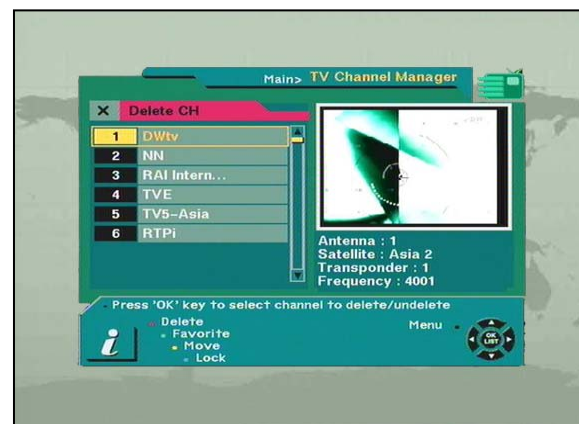 Main> TV Channel Manager
X Delete CH
1 DWtv
2 NN
3 RAI Intern...
4 TVE
5 TV5-Asia
6 RTPi
Antenna : 1
Satellite : Asia 2
Transponder : 1
Frequency : 4001
Press 'OK' key to select channel to delete/undelete
Delete
Favorite
Move
Lock
Menu
OK
LIST
i